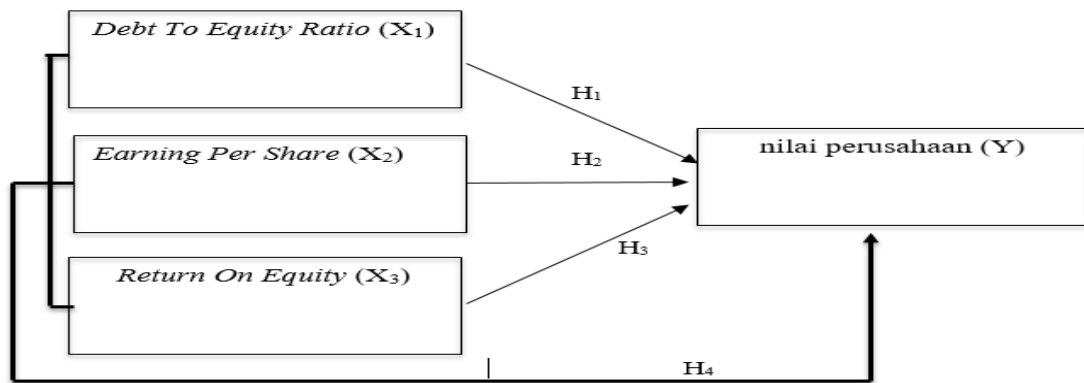 Debt To Equity Ratio (X₁)
H₁
Earning Per Share (X₂)
H₂
nilai perusahaan (Y)
Return On Equity (X₃)
H₃
H₄